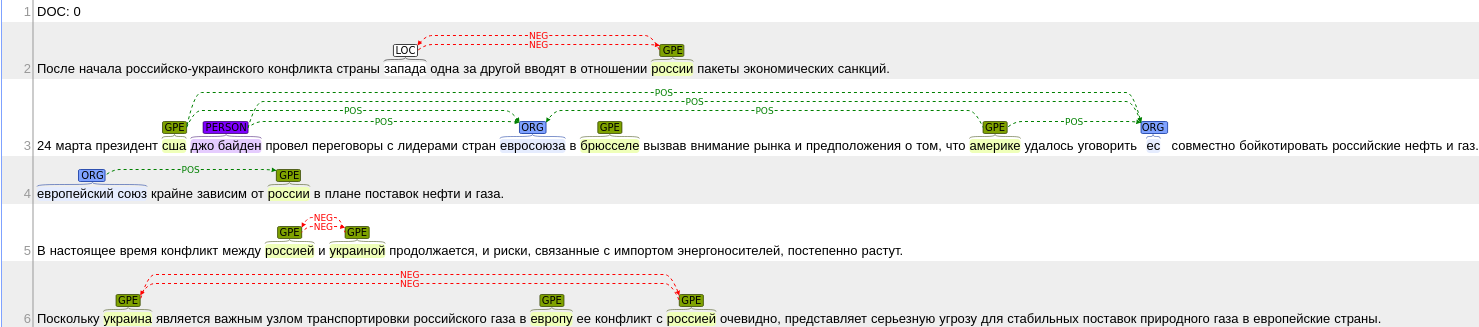 1 DOC: 0
NEG
LOC NEG GPE
2 После начала российско-украинского конфликта страны запада одна за другой вводят в отношении россии пакеты экономических санкций.
POS
POS
POS
GPE PERSON POS ORG GPE GPE POS ORG
3 24 марта президент сша джо байден провел переговоры с лидерами стран евросоюза в брюсселе вызвав внимание рынка и предположения о том, что америке удалось уговорить ес совместно бойкотировать российские нефть и газ.
POS
ORG GPE
4 европейский союз крайне зависим от россии в плане поставок нефти и газа.
NEG
GPE NEG GPE
5 В настоящее время конфликт между россией и украиной продолжается, и риски, связанные с импортом энергоносителей, постепенно растут.
NEG
NEG
GPE GPE GPE
6 Поскольку украина является важным узлом транспортировки российского газа в европу ее конфликт с россией очевидно, представляет серьезную угрозу для стабильных поставок природного газа в европейские страны.